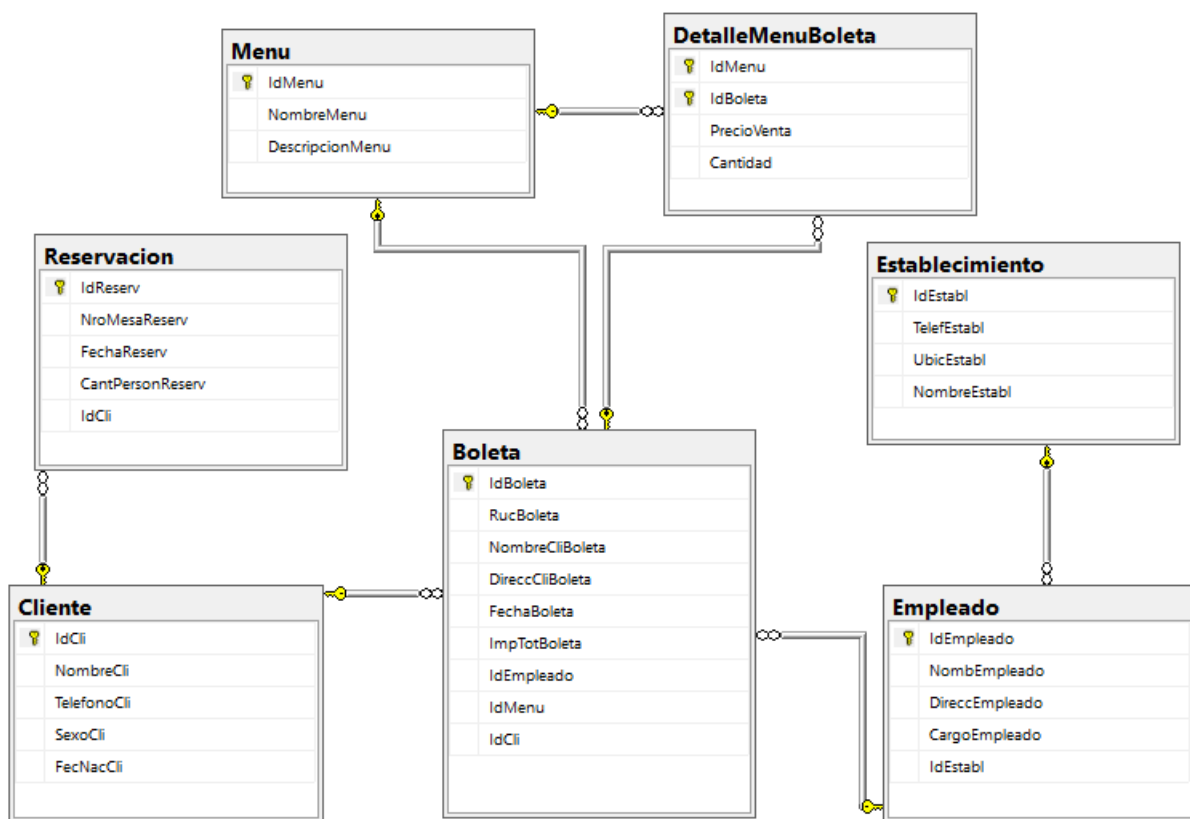 Menu
IdMenu
NombreMenu
DescripcionMenu
DetalleMenuBoleta
IdMenu
IdBoleta
PrecioVenta
Cantidad
Reservacion
IdReserv
NroMesaReserv
FechaReserv
CantPersonReserv
IdCli
Establecimiento
IdEstabl
TelefEstabl
UbicEstabl
NombreEstabl
Boleta
IdBoleta
RucBoleta
NombreCliBoleta
DireccCliBoleta
FechaBoleta
ImpTotBoleta
IdEmpleado
IdMenu
IdCli
Cliente
IdCli
NombreCli
TelefonoCli
SexoCli
FecNacCli
Empleado
IdEmpleado
NombEmpleado
DireccEmpleado
CargoEmpleado
IdEstabl